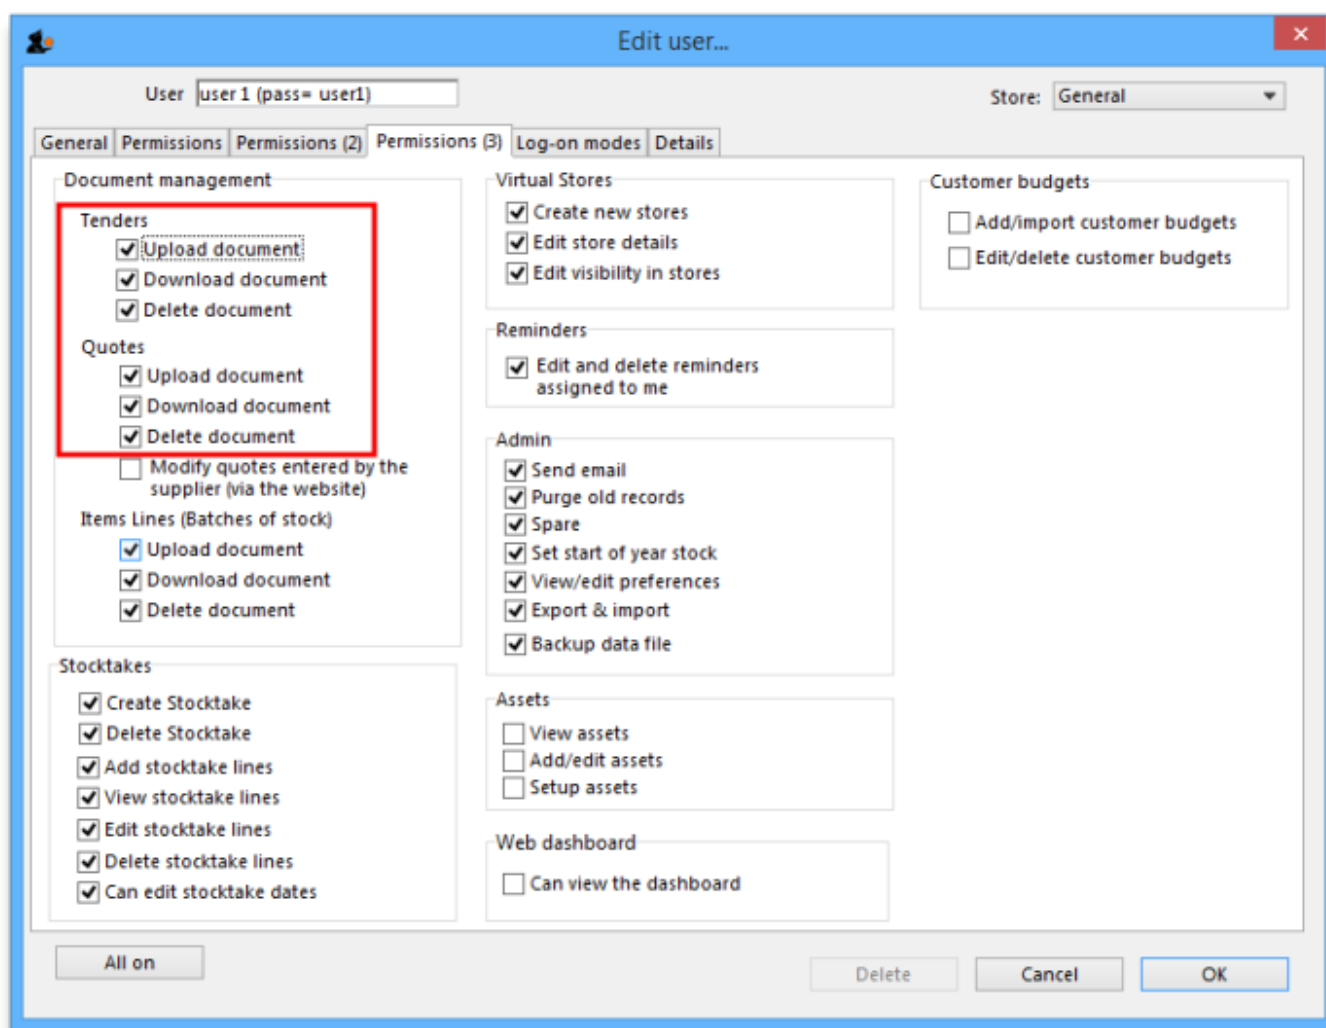 Edit user...
User user 1 (pass= user1)
Store: General
General Permissions Permissions (2) Permissions (3) Log-on modes Details
Document management
Tenders
Upload document
Download document
Delete document
Quotes
Upload document
Download document
Delete document
Modify quotes entered by the
supplier (via the website)
Items Lines (Batches of stock)
Upload document
Download document
Delete document
Stocktakes
Create Stocktake
Delete Stocktake
Add stocktake lines
View stocktake lines
Edit stocktake lines
Delete stocktake lines
Can edit stocktake dates
Virtual Stores
Create new stores
Edit store details
Edit visibility in stores
Reminders
Edit and delete reminders
assigned to me
Admin
Send email
Purge old records
Spare
Set start of year stock
View/edit preferences
Export & import
Backup data file
Assets
View assets
Add/edit assets
Setup assets
Web dashboard
Can view the dashboard
Customer budgets
Add/import customer budgets
Edit/delete customer budgets
All on
Delete
Cancel
OK